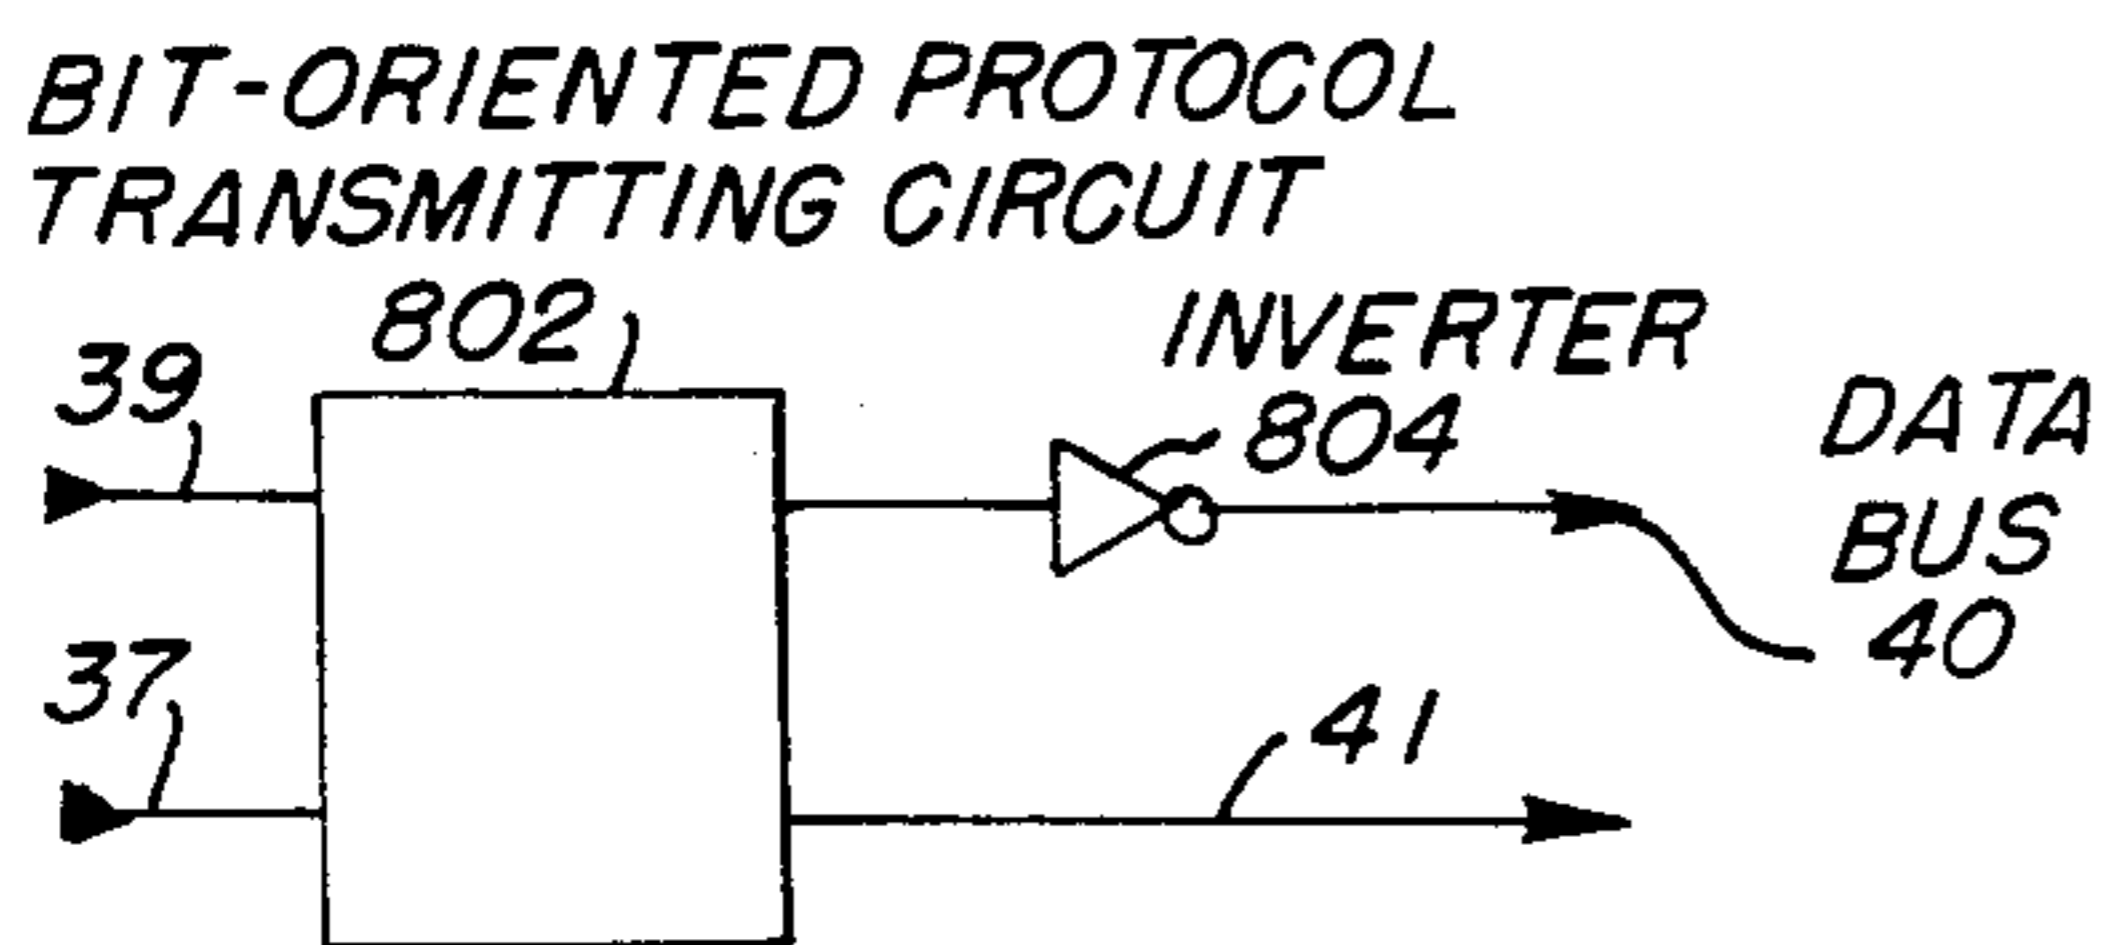 BIT-ORIENTED PROTOCOL
TRANSMITTING CIRCUIT
802
39
INVERTER
804
DATA
BUS
40
37
41